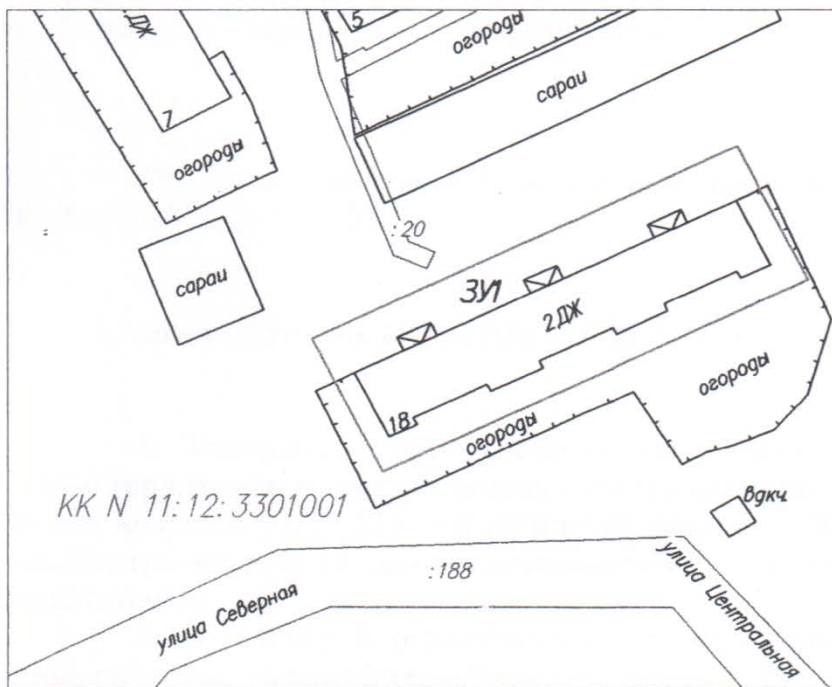 ДЖ
5
огороды
сараи
7
огороды
:20
сараи
ЗУ1
2ДЖ
огороды
18
огороды
КК N 11:12:3301001
вдкч
:188
улица Северная
улица Центральная